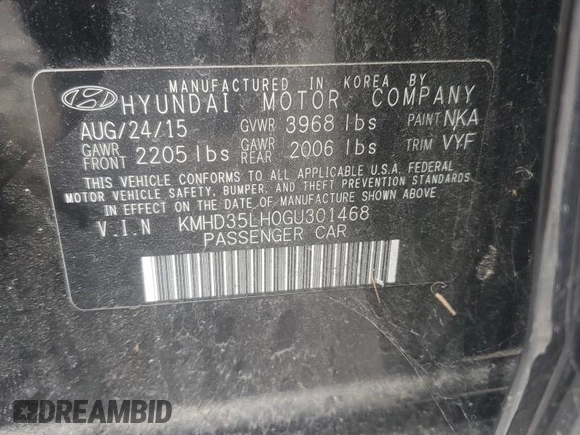 MANUFACTURED IN KOREA BY
HYUNDAI MOTOR COMPANY
AUG/24/15 GVWR 3968 lbs PAINT NKA
GAWR FRONT 2205 lbs GAWR REAR 2006 lbs TRIM VYF
THIS VEHICLE CONFORMS TO ALL APPLICABLE U.S.A. FEDERAL
MOTOR VEHICLE SAFETY, BUMPER, AND THEFT PREVENTION STANDARDS
IN EFFECT ON THE DATE OF MANUFACTURE SHOWN ABOVE.
V.I.N KMHD35LH0GU301468
PASSENGER CAR
DREAMBID